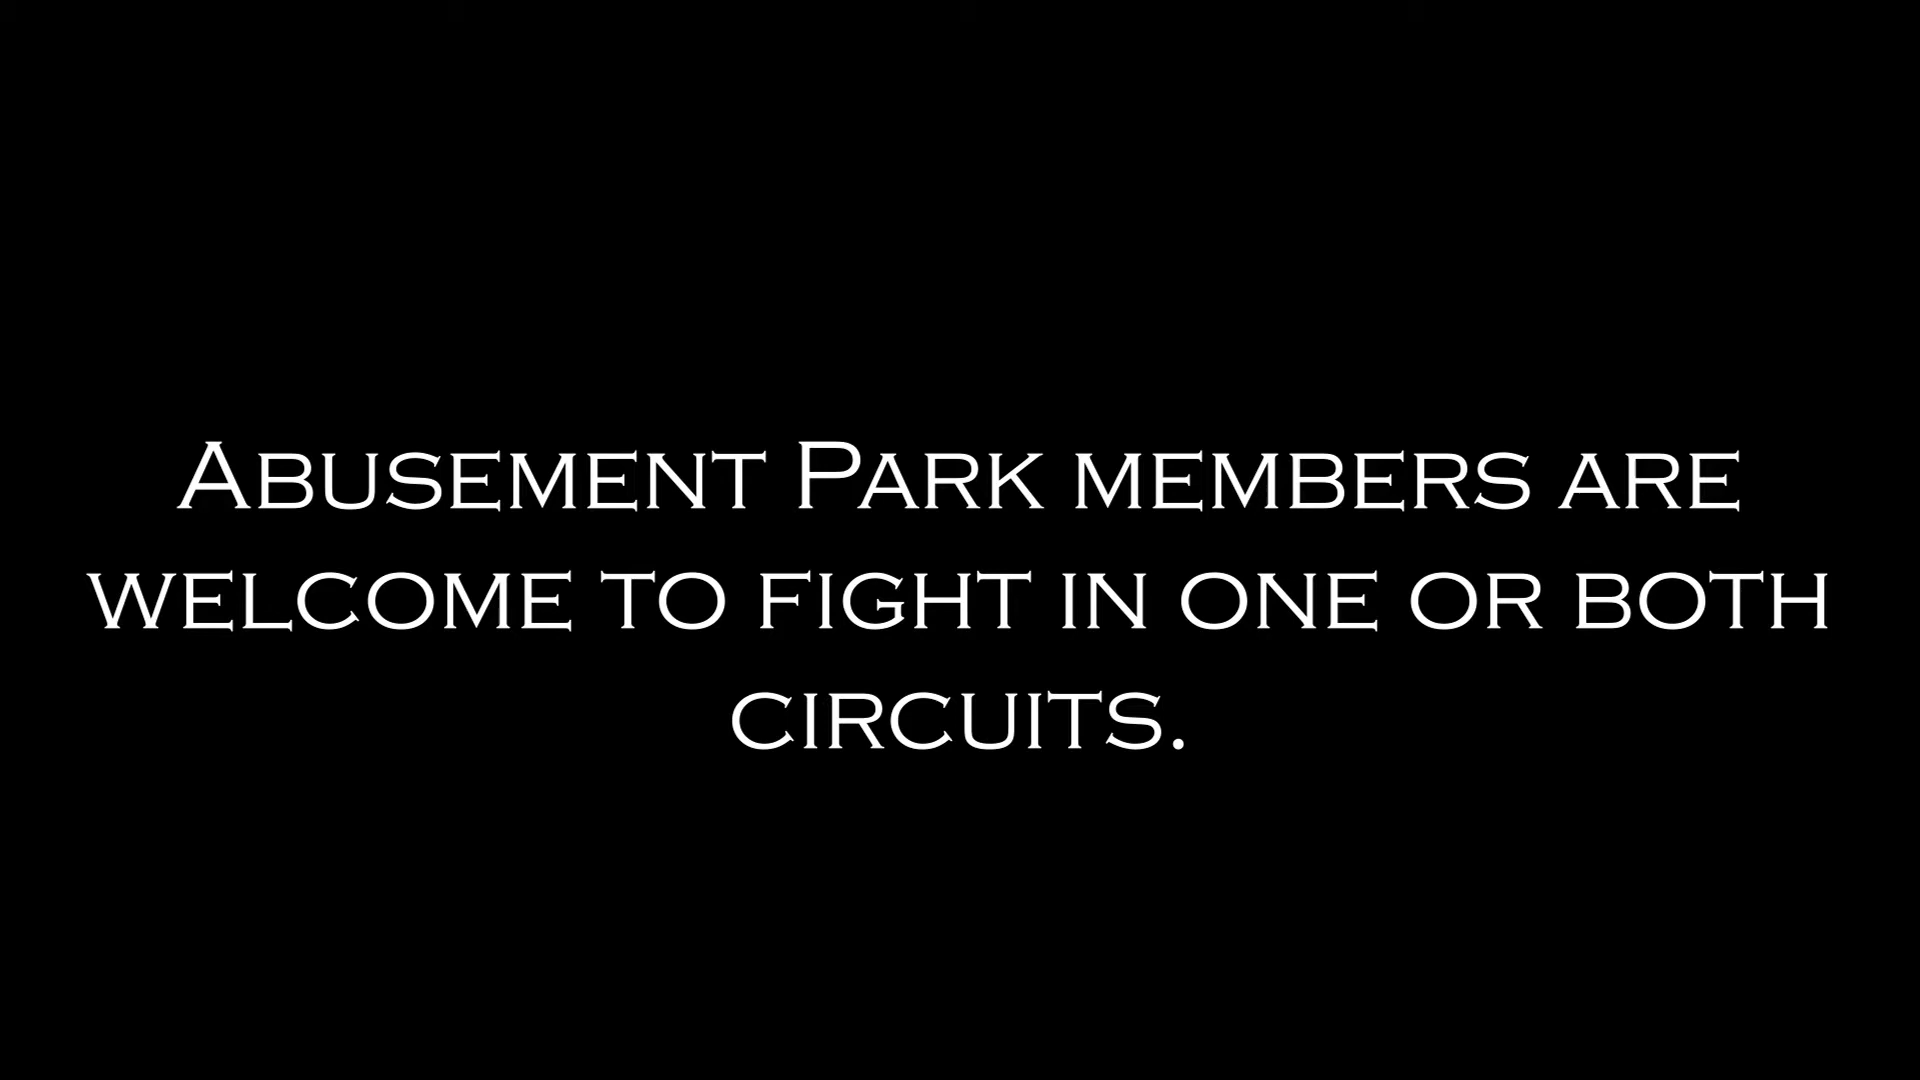 Abusement Park members are
welcome to fight in one or both
circuits.